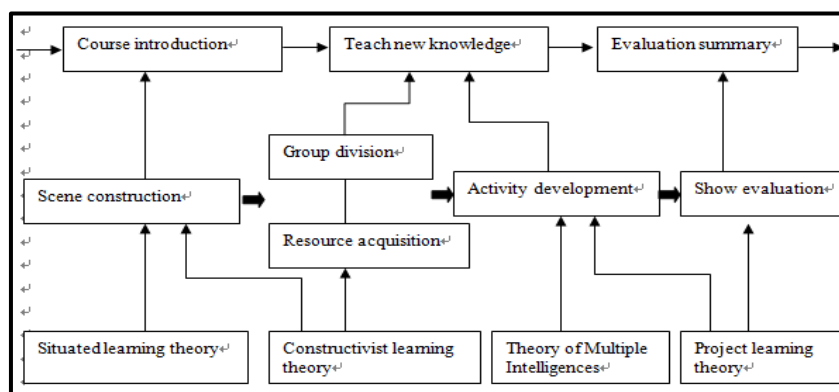 Course introduction
Teach new knowledge
Evaluation summary
Group division
Scene construction
Activity development
Show evaluation
Resource acquisition
Situated learning theory
Constructivist learning
theory
Theory of Multiple
Intelligences
Project learning
theory